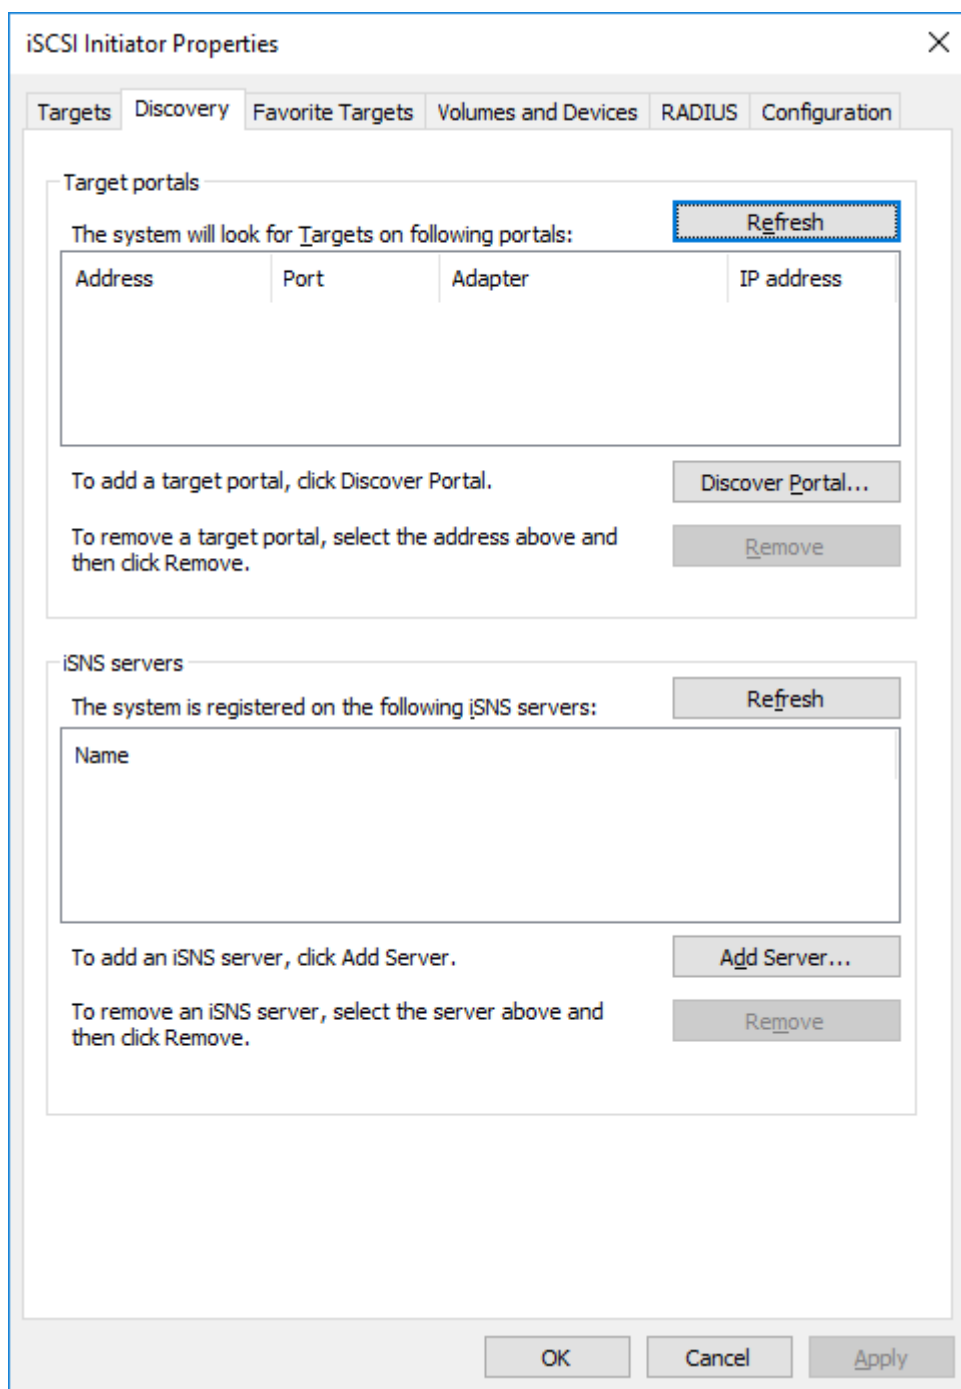 iSCSI Initiator Properties
Targets Discovery Favorite Targets Volumes and Devices RADIUS Configuration
Target portals
The system will look for Targets on following portals:
Refresh
Address Port Adapter IP address
To add a target portal, click Discover Portal.
Discover Portal...
To remove a target portal, select the address above and
then click Remove.
Remove
iSNS servers
The system is registered on the following iSNS servers:
Refresh
Name
To add an iSNS server, click Add Server.
Add Server...
To remove an iSNS server, select the server above and
then click Remove.
Remove
OK Cancel Apply